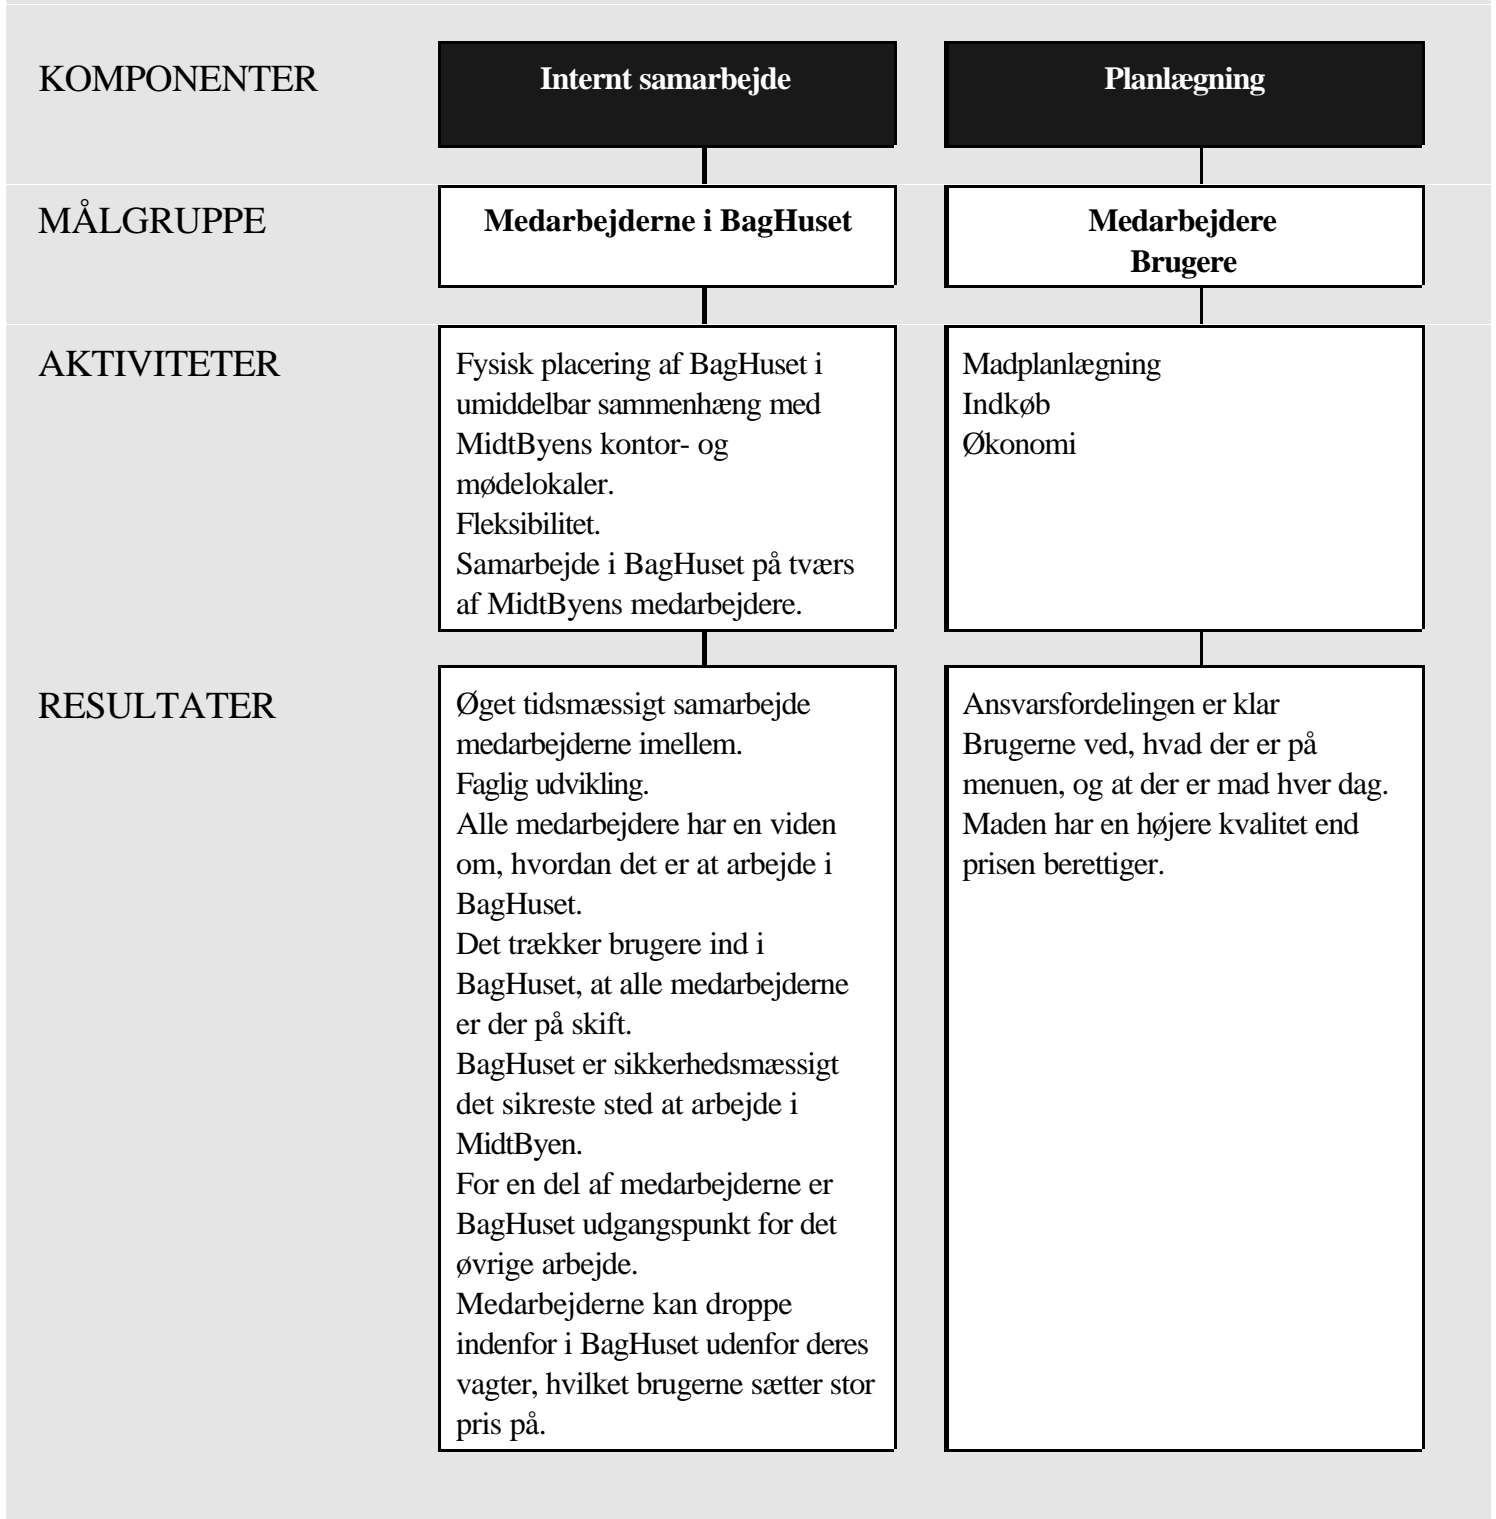 KOMPONENTER
Internt samarbejde
Planlægning
MÅLGRUPPE
Medarbejderne i BagHuset
Medarbejdere
Brugere
AKTIVITETER
Fysisk placering af BagHuset i
umiddelbar sammenhæng med
MidtByens kontor- og
mødelokaler.
Fleksibilitet.
Samarbejde i BagHuset på tværs
af MidtByens medarbejdere.
Madplanlægning
Indkøb
Økonomi
RESULTATER
Øget tidsmæssigt samarbejde
medarbejderne imellem.
Faglig udvikling.
Alle medarbejdere har en viden
om, hvordan det er at arbejde i
BagHuset.
Det trækker brugere ind i
BagHuset, at alle medarbejderne
er der på skift.
BagHuset er sikkerhedsmæssigt
det sikreste sted at arbejde i
MidtByen.
For en del af medarbejderne er
BagHuset udgangspunkt for det
øvrige arbejde.
Medarbejderne kan droppe
indenfor i BagHuset udenfor deres
vagter, hvilket brugerne sætter stor
pris på.
Ansvarsfordelingen er klar
Brugerne ved, hvad der er på
menuen, og at der er mad hver dag.
Maden har en højere kvalitet end
prisen berettiger.